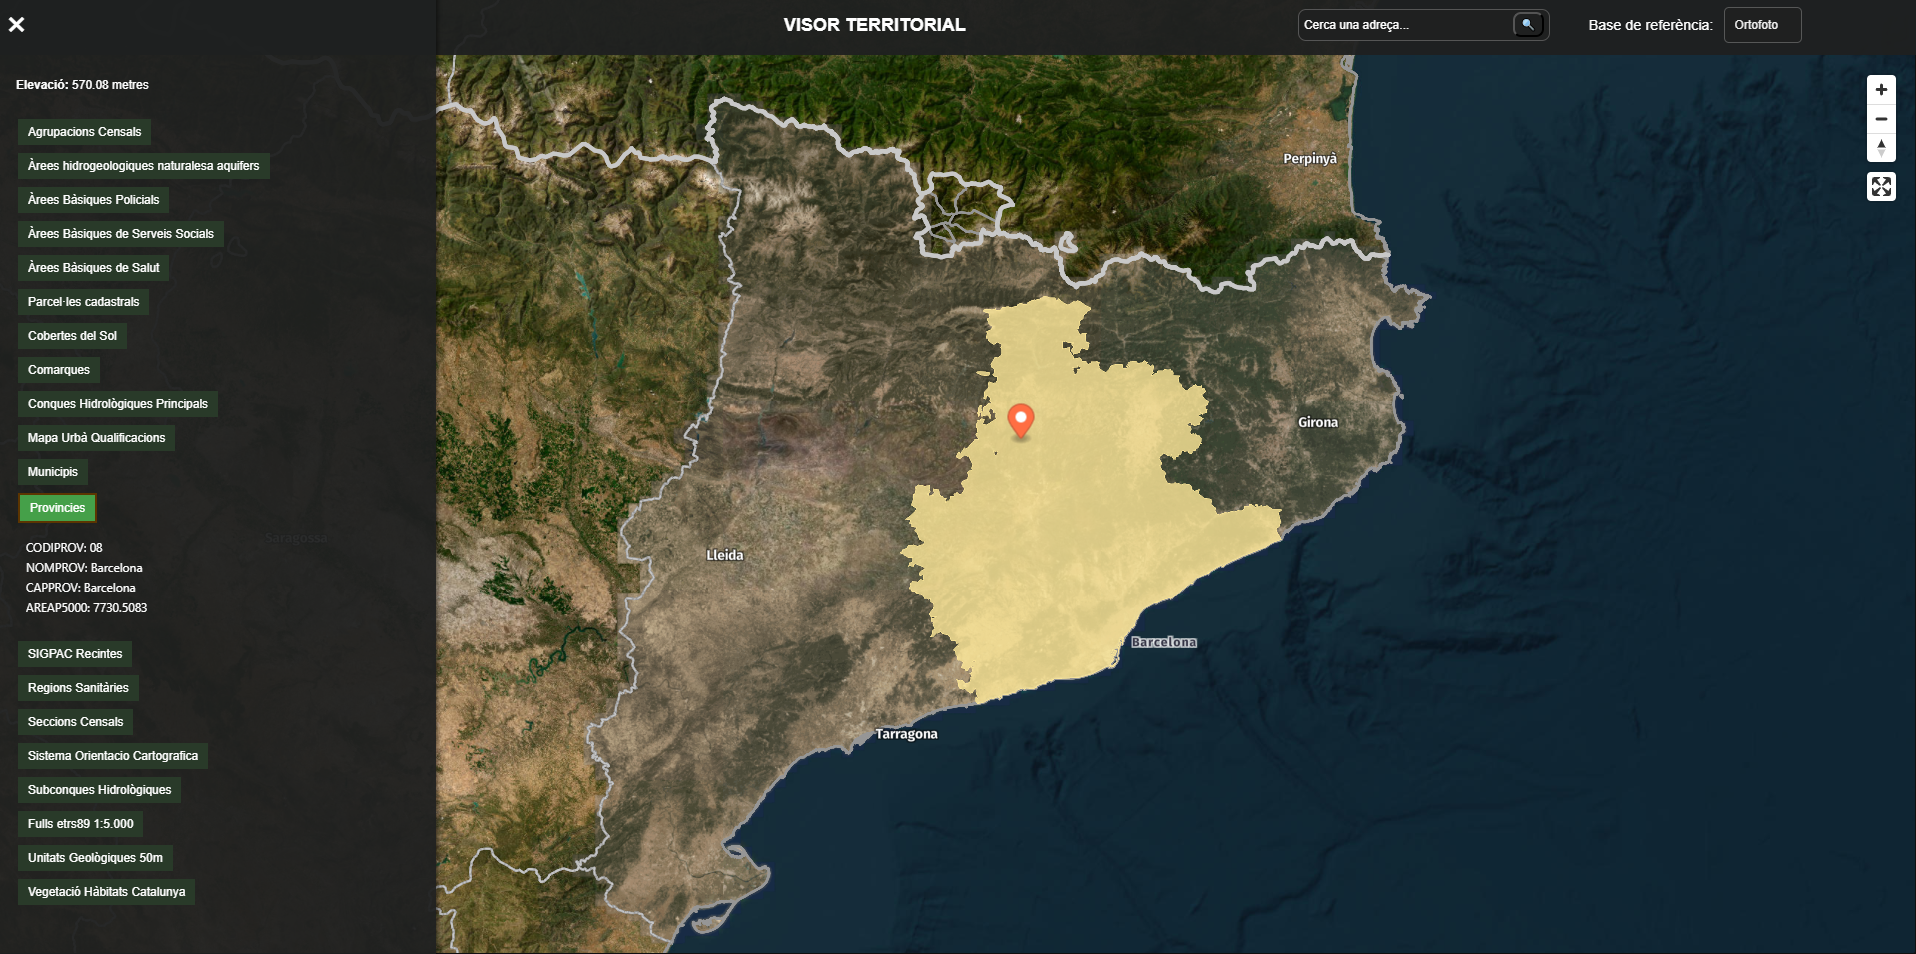 VISOR TERRITORIAL
Cerca una adreça...
Base de referència:
Ortofoto
Elevació: 570.08 metres
Agrupacions Censals
Àrees hidrogeologiques naturalesa aquifers
Àrees Bàsiques Policials
Àrees Bàsiques de Serveis Socials
Àrees Bàsiques de Salut
Parcel·les cadastrals
Cobertes del Sol
Comarques
Conques Hidrològiques Principals
Mapa Urbà Qualificacions
Municipis
Províncies
CODIPROV: 08
NOMPROV: Barcelona
CAPPROV: Barcelona
AREAP5000: 7730.5083
SIGPAC Recintes
Regions Sanitàries
Seccions Censals
Sistema Orientacio Cartografica
Subconques Hidrològiques
Fulls etrs89 1:5.000
Unitats Geològiques 50m
Vegetació Hàbitats Catalunya
Saragossa
Perpinyà
Girona
Lleida
Barcelona
Tarragona